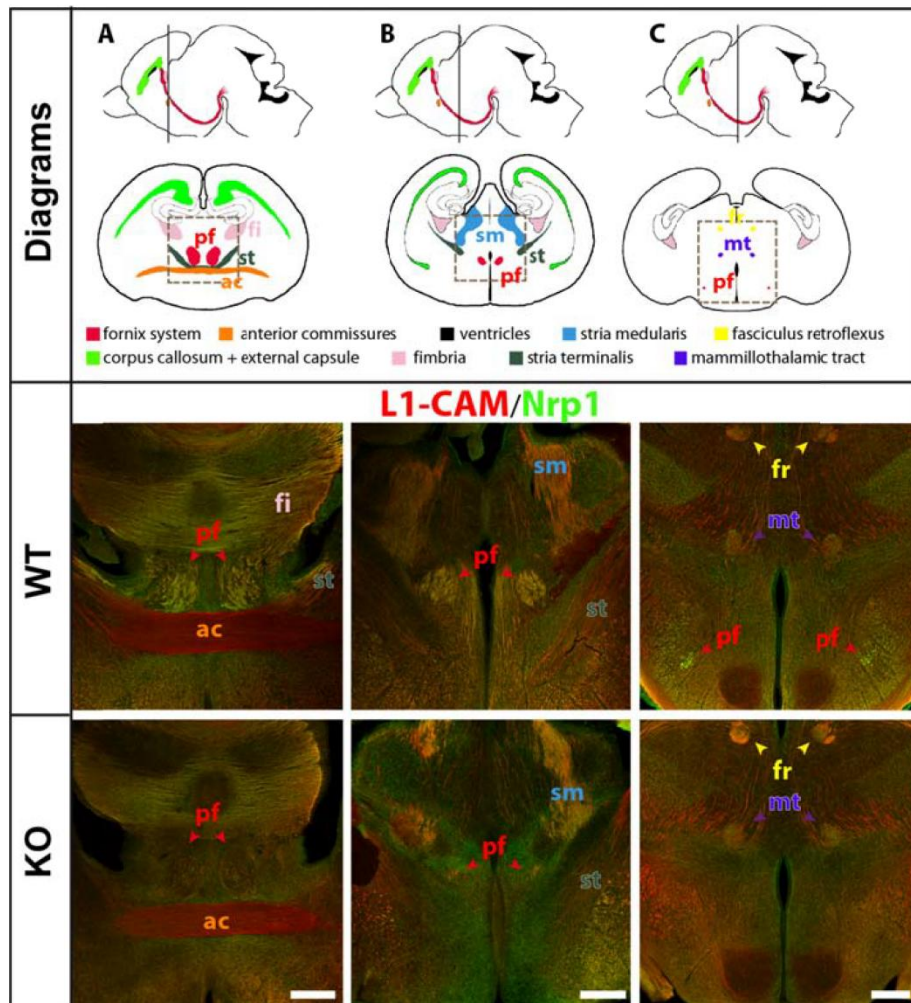 Diagrams
A B C
pf fi st ac
sm st pf
fr mt pf
fornix system anterior commissures ventricles stria medularis fasciculus retroflexus
corpus callosum + external capsule fimbria stria terminalis mammillothalamic tract
L1-CAM/Nrp1
WT
fi pf st ac
sm pf st
fr mt pf pf
KO
pf ac
sm pf st
fr mt